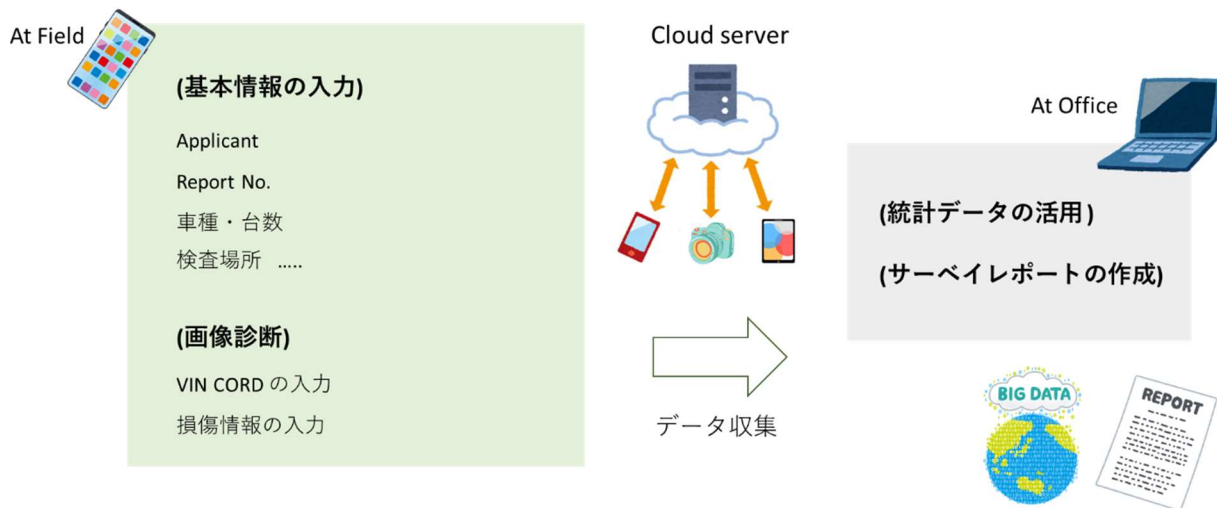 At Field
(基本情報の入力)
Applicant
Report No.
車種・台数
検査場所 .....
(画像診断)
VIN CORD の入力
損傷情報の入力
Cloud server
データ収集
At Office
(統計データの活用)
(サーベイレポートの作成)
BIG DATA
REPORT